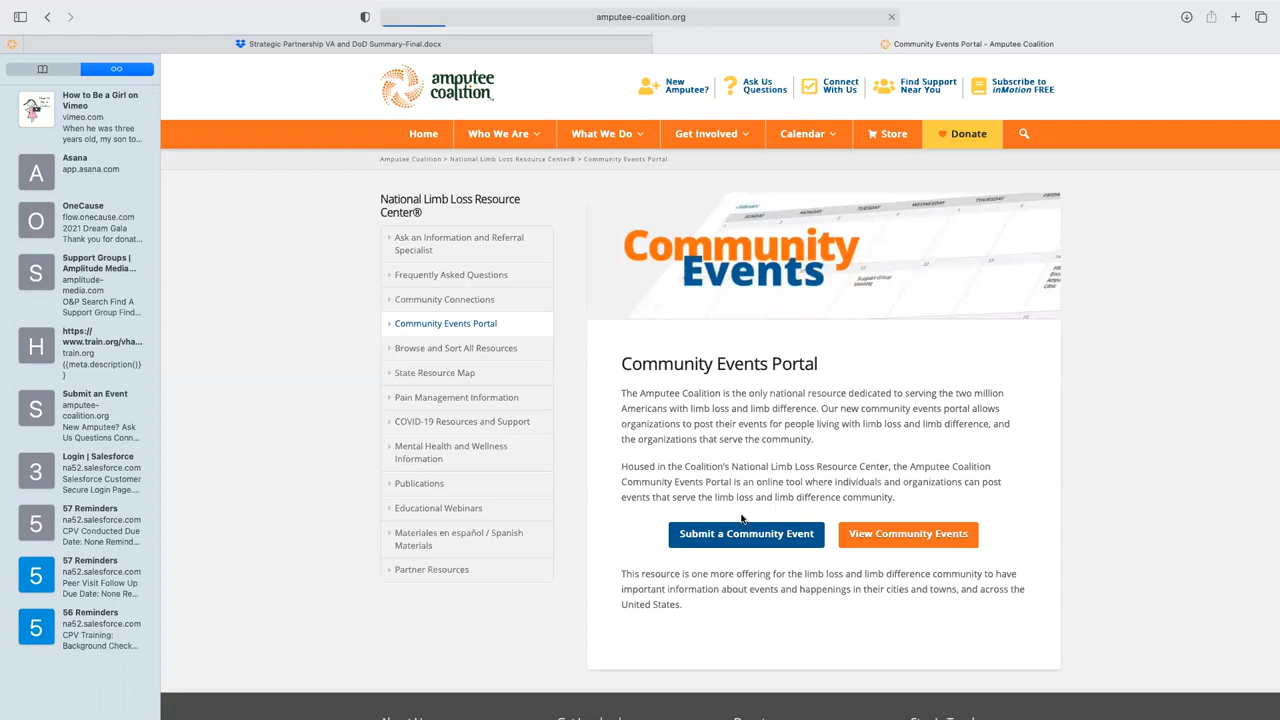 amputee-coalition.org
Strategic Partnership VA and DoD Summary-Final.docx
Community Events Portal - Amputee Coalition
How to Be a Girl on
Vimeo
vimeo.com
When he was three
years old, my son to...
A
Asana
app.asana.com
O
OneCause
flow.onecause.com
2021 Dream Gala
Thank you for donat...
S
Support Groups |
Amplitude Media...
amplitude-
media.com
O&P Search Find A
Support Group Find...
H
https://
www.train.org/vha...
train.org
{{meta.description()}
}
S
Submit an Event
amputee-
coalition.org
New Amputee? Ask
Us Questions Conn...
3
Login | Salesforce
na52.salesforce.com
Salesforce Customer
Secure Login Page....
5
57 Reminders
na52.salesforce.com
CPV Conducted Due
Date: None Remind...
5
57 Reminders
na52.salesforce.com
Peer Visit Follow Up
Due Date: None Re...
5
56 Reminders
na52.salesforce.com
CPV Training:
Background Check...
amputee
coalition
New
Amputee?
Ask Us
Questions
Connect
With Us
Find Support
Near You
Subscribe to
inMotion FREE
Home
Who We Are
What We Do
Get Involved
Calendar
Store
Donate
Amputee Coalition > National Limb Loss Resource Center® > Community Events Portal
National Limb Loss Resource
Center®
Ask an Information and Referral
Specialist
Frequently Asked Questions
Community Connections
Community Events Portal
Browse and Sort All Resources
State Resource Map
Pain Management Information
COVID-19 Resources and Support
Mental Health and Wellness
Information
Publications
Educational Webinars
Materiales en español / Spanish
Materials
Partner Resources
Community
Events
SUNDAY
MONDAY
TUESDAY
WEDNESDAY
THURSDAY
Support Group
Meeting
Community Events Portal
The Amputee Coalition is the only national resource dedicated to serving the two million
Americans with limb loss and limb difference. Our new community events portal allows
organizations to post their events for people living with limb loss and limb difference, and
the organizations that serve the community.
Housed in the Coalition's National Limb Loss Resource Center, the Amputee Coalition
Community Events Portal is an online tool where individuals and organizations can post
events that serve the limb loss and limb difference community.
Submit a Community Event
View Community Events
This resource is one more offering for the limb loss and limb difference community to have
important information about events and happenings in their cities and towns, and across the
United States.